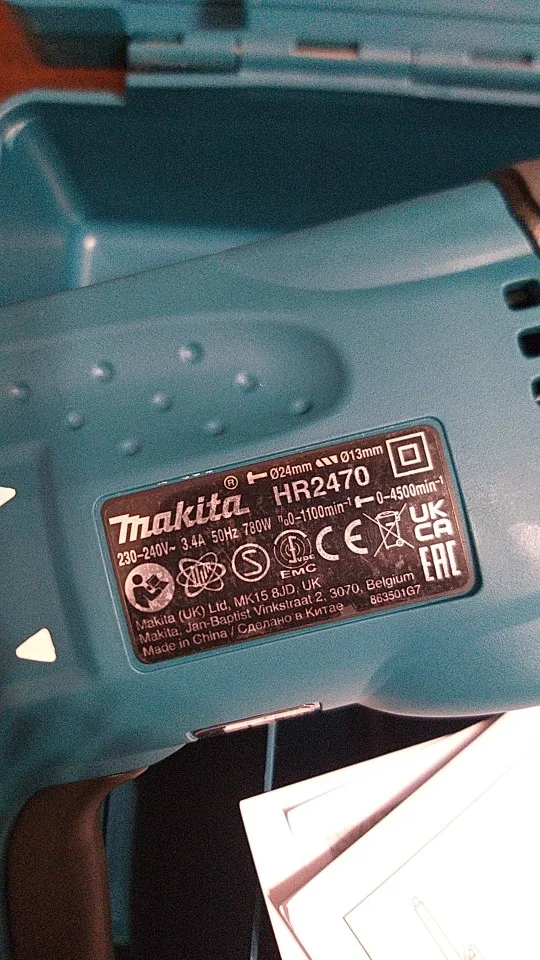 Ø24mm Ø13mm
makita® HR2470
230-240V~ 3.4A 50Hz 780W n₀0-1100min⁻¹ 0-4500min⁻¹
S VDE EMC CE UK CA EAC
Makita (UK) Ltd, MK15 8JD, UK
Makita, Jan-Baptist Vinkstraat 2, 3070, Belgium
Made in China / Сделано в Китае 863501G7